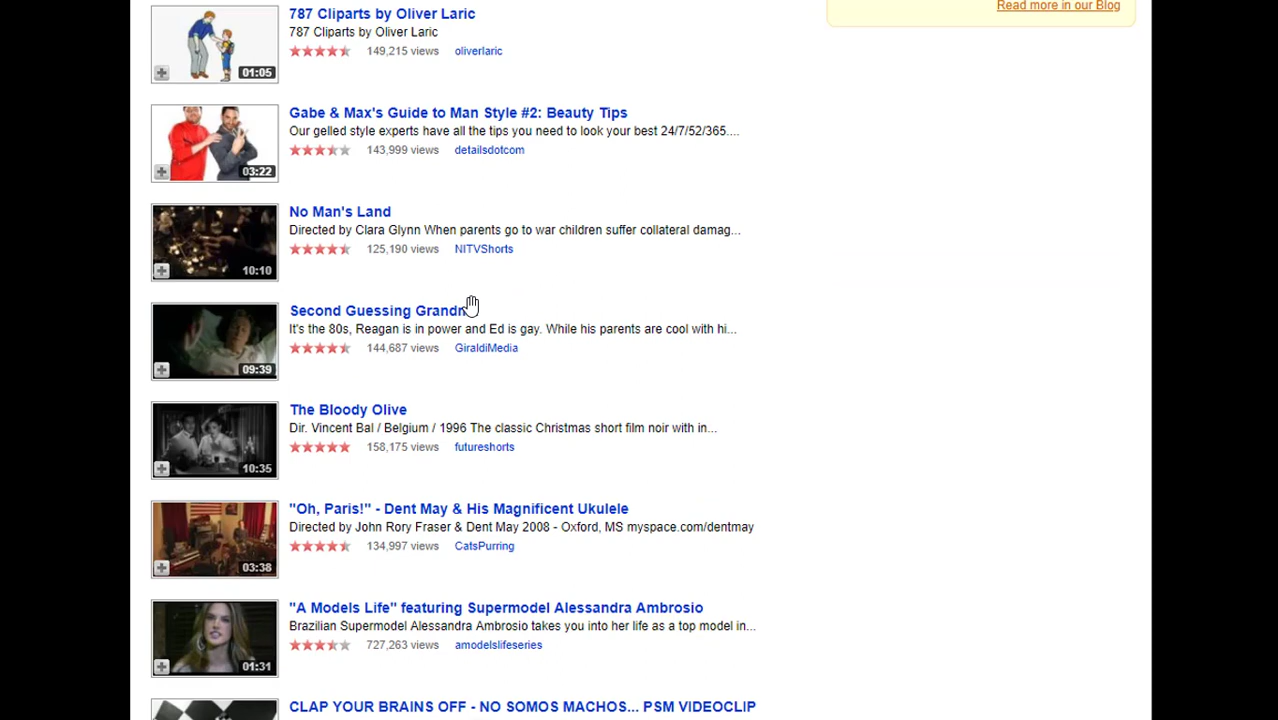 787 Cliparts by Oliver Laric
Read more in our Blog
787 Cliparts by Oliver Laric
149,215 views oliverlaric
01:05
Gabe & Max's Guide to Man Style #2: Beauty Tips
Our gelled style experts have all the tips you need to look your best 24/7/52/365....
143,999 views detailsdotcom
03:22
No Man's Land
Directed by Clara Glynn When parents go to war children suffer collateral damag...
125,190 views NITVShorts
10:10
Second Guessing
It's the 80s, Reagan is in power and Ed is gay. While his parents are cool with hi...
144,687 views GiraldiMedia
09:39
The Bloody Olive
Dir. Vincent Bal / Belgium / 1996 The classic Christmas short film noir with in...
158,175 views futureshorts
10:35
"Oh, Paris!" - Dent May & His Magnificent Ukulele
Directed by John Rory Fraser & Dent May 2008 - Oxford, MS myspace.com/dentmay
134,997 views CatsPurring
03:38
"A Models Life" featuring Supermodel Alessandra Ambrosio
Brazilian Supermodel Alessandra Ambrosio takes you into her life as a top model in...
727,263 views amodelslifeseries
01:31
CLAP YOUR BRAINS OFF - NO SOMOS MACHOS... PSM VIDEOCLIP